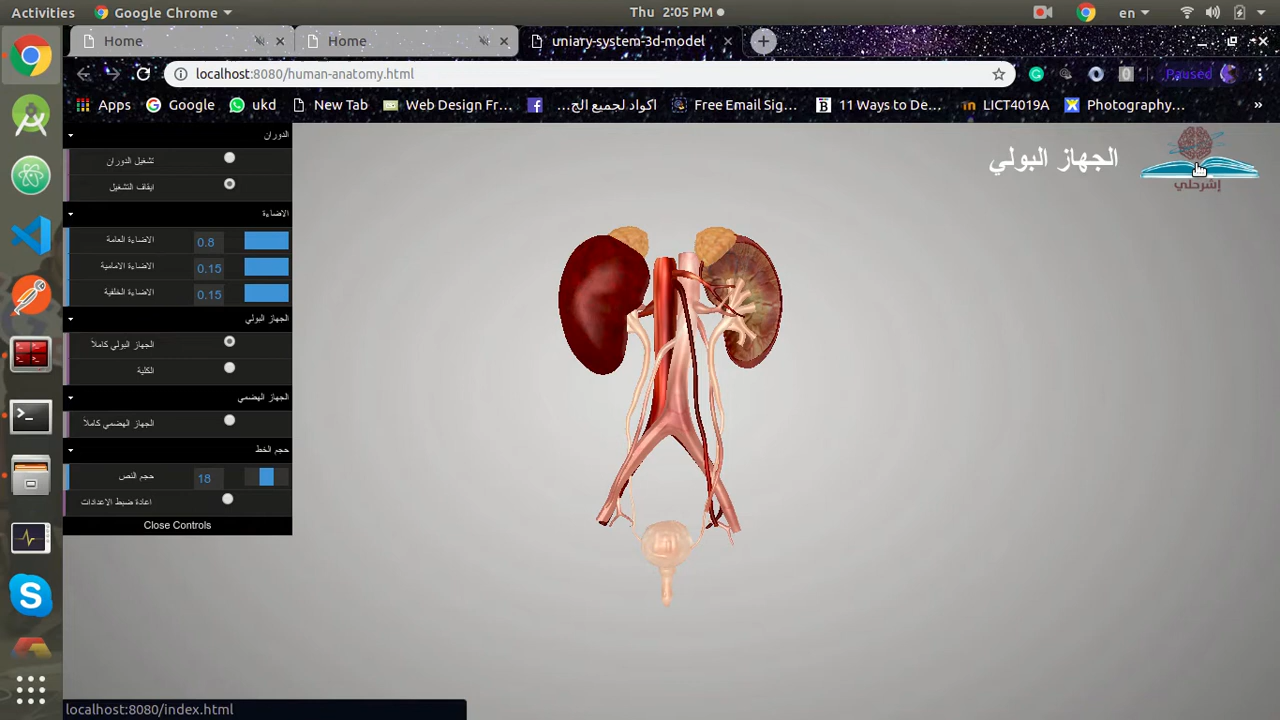 Activities
Google Chrome
Thu 2:05 PM
en
Home
Home
uniary-system-3d-model
localhost:8080/human-anatomy.html
Paused
Apps
Google
ukd
New Tab
Web Design Fr...
اكواد لجميع الج...
Free Email Sig...
11 Ways to De...
LICT4019A
Photography...
»
الجهاز البولي
إشرحلي
الدوران
تشغيل الدوران
ايقاف التشغيل
الاضاءة
الاضاءة العامة
0.8
الاضاءة الامامية
0.15
الاضاءة الخلفية
0.15
الجهاز البولي
الجهاز البولي كاملاً
الكلية
الجهاز الهضمي
الجهاز الهضمي كاملاً
حجم الخط
حجم النص
18
اعادة ضبط الاعدادات
Close Controls
localhost:8080/index.html